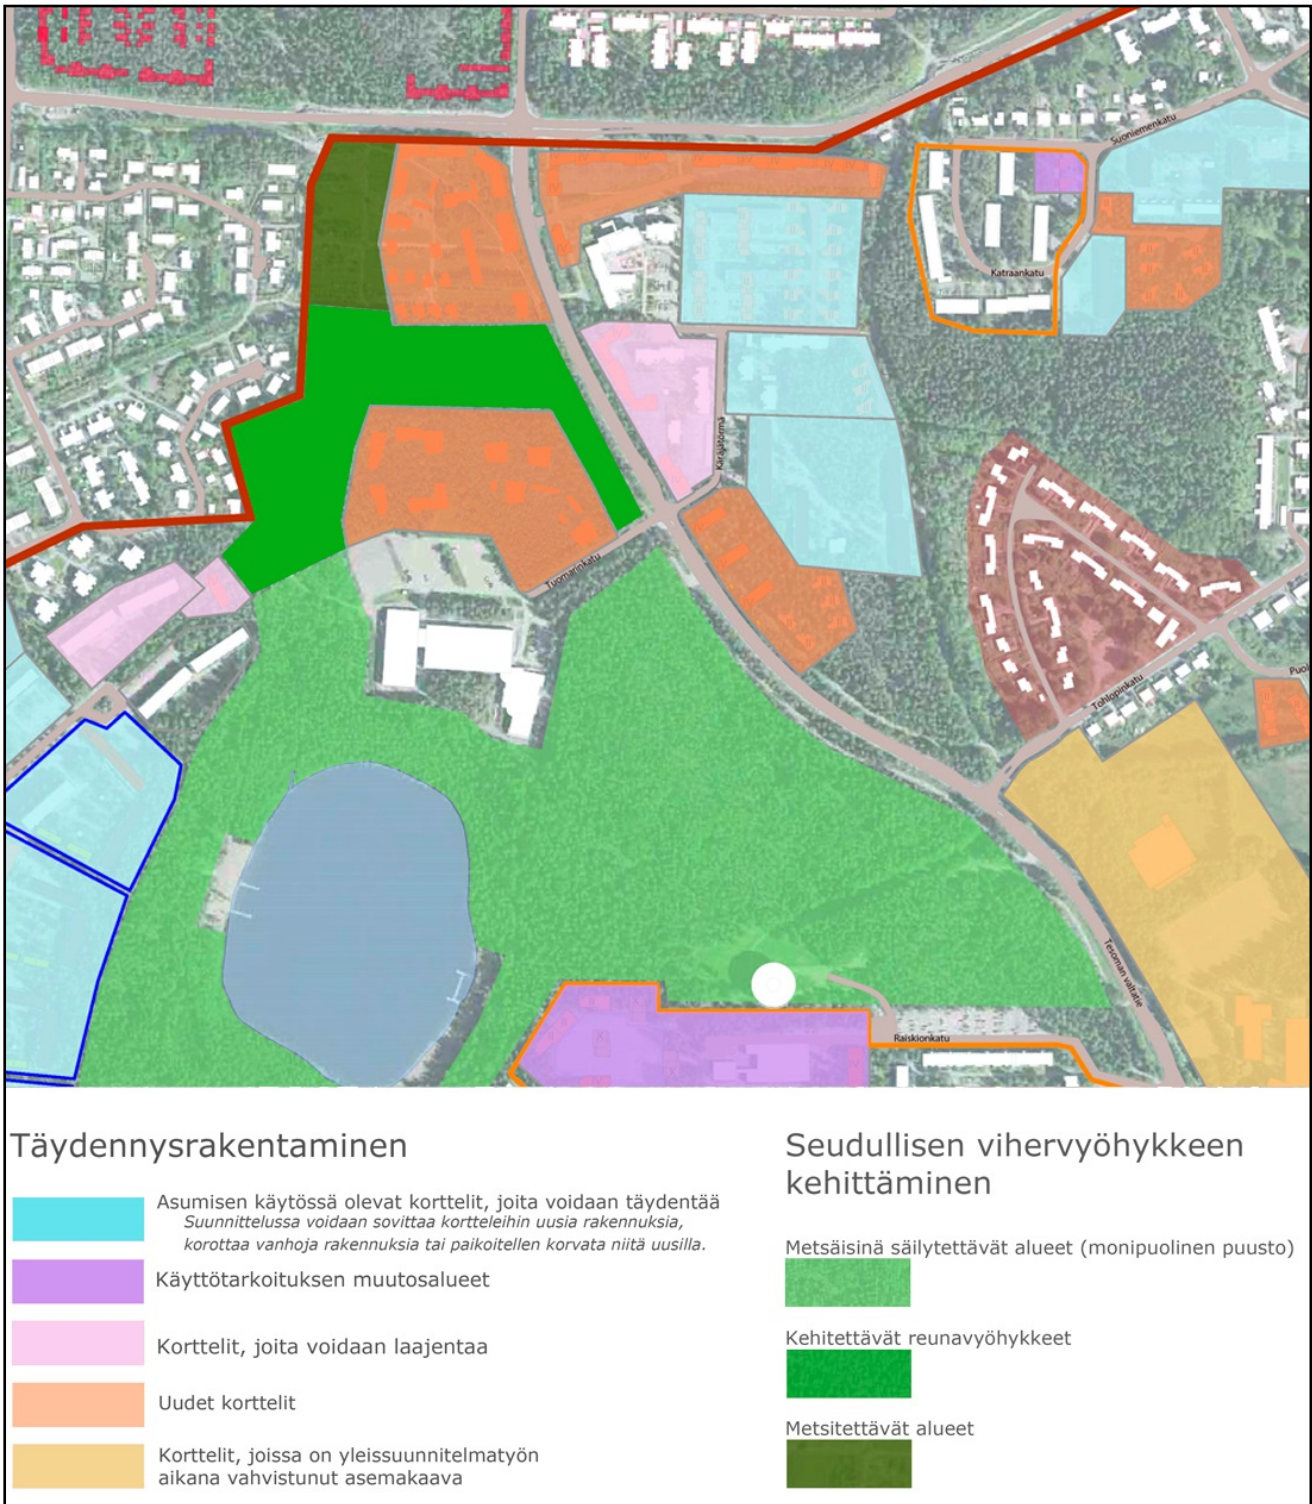 Suoniemenkatu
Katraankatu
Käräjätörmä
Tuomarinkatu
Tohlopinkatu
Tesoman valtatie
Raiskionkatu
Täydennysrakentaminen
Asumisen käytössä olevat korttelit, joita voidaan täydentää
Suunnittelussa voidaan sovittaa kortteleihin uusia rakennuksia,
korottaa vanhoja rakennuksia tai paikoitellen korvata niitä uusilla.
Käyttötarkoituksen muutosalueet
Korttelit, joita voidaan laajentaa
Uudet korttelit
Korttelit, joissa on yleissuunnitelmatyön
aikana vahvistunut asemakaava
Seudullisen vihervyöhykkeen
kehittäminen
Metsäisinä säilytettävät alueet (monipuolinen puusto)
Kehitettävät reunavyöhykkeet
Metsitettävät alueet